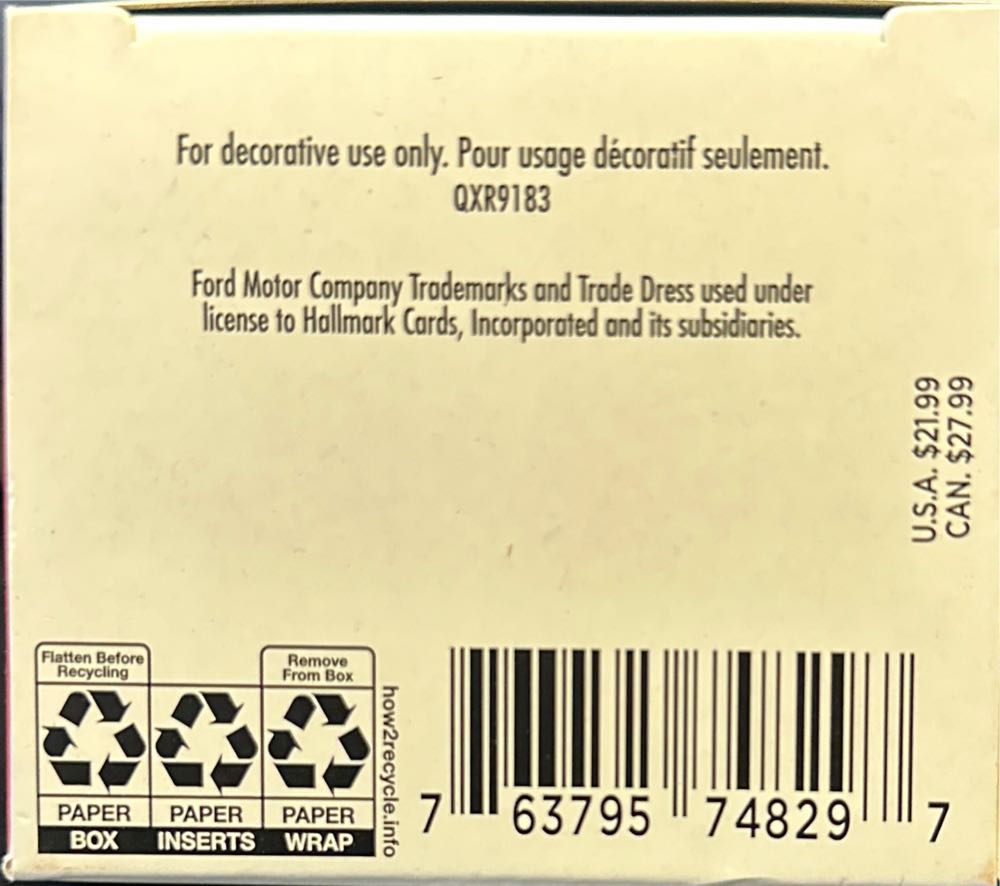 For decorative use only. Pour usage décoratif seulement.
QXR9183
Ford Motor Company Trademarks and Trade Dress used under
license to Hallmark Cards, Incorporated and its subsidiaries.
U.S.A. $21.99
CAN. $27.99
Flatten Before
Recycling
Remove
From Box
PAPER PAPER PAPER
BOX INSERTS WRAP
how2recycle.info
7 63795 74829 7